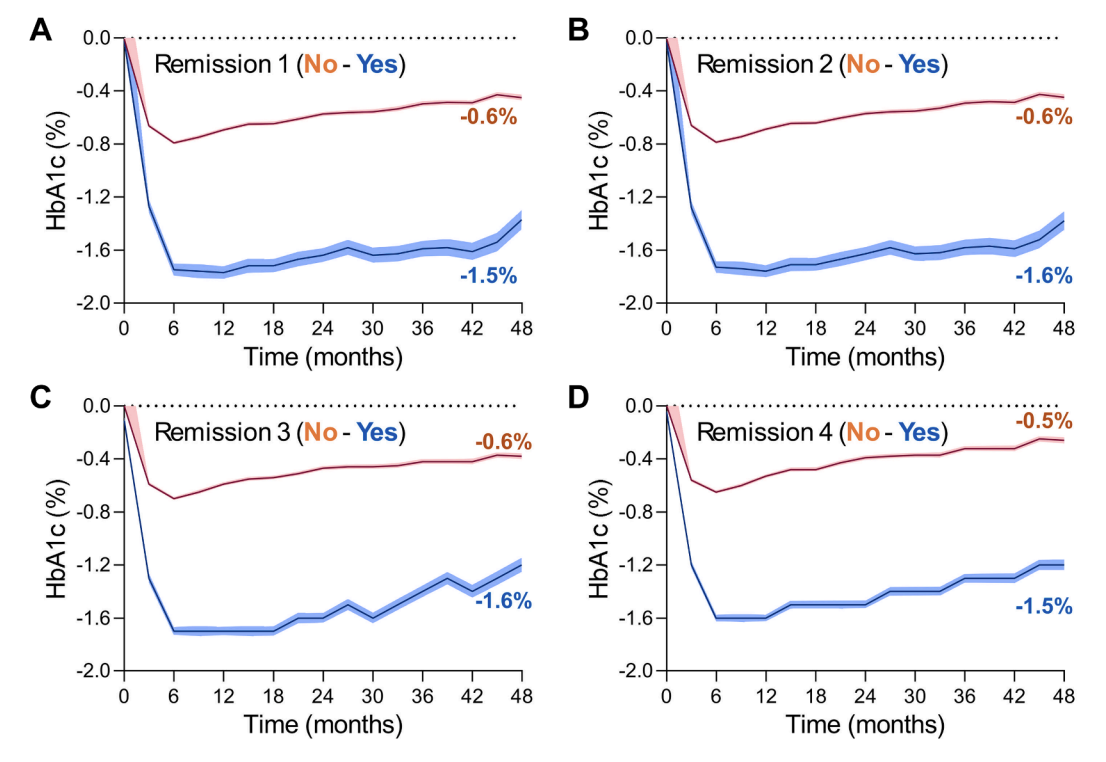 A
Remission 1 (No - Yes)
HbA1c (%)
0.0
-0.4
-0.8
-1.2
-1.6
-2.0
-0.6%
-1.5%
0 6 12 18 24 30 36 42 48
Time (months)
B
Remission 2 (No - Yes)
HbA1c (%)
0.0
-0.4
-0.8
-1.2
-1.6
-2.0
-0.6%
-1.6%
0 6 12 18 24 30 36 42 48
Time (months)
C
Remission 3 (No - Yes)
HbA1c (%)
0.0
-0.4
-0.8
-1.2
-1.6
-2.0
-0.6%
-1.6%
0 6 12 18 24 30 36 42 48
Time (months)
D
Remission 4 (No - Yes)
HbA1c (%)
0.0
-0.4
-0.8
-1.2
-1.6
-2.0
-0.5%
-1.5%
0 6 12 18 24 30 36 42 48
Time (months)